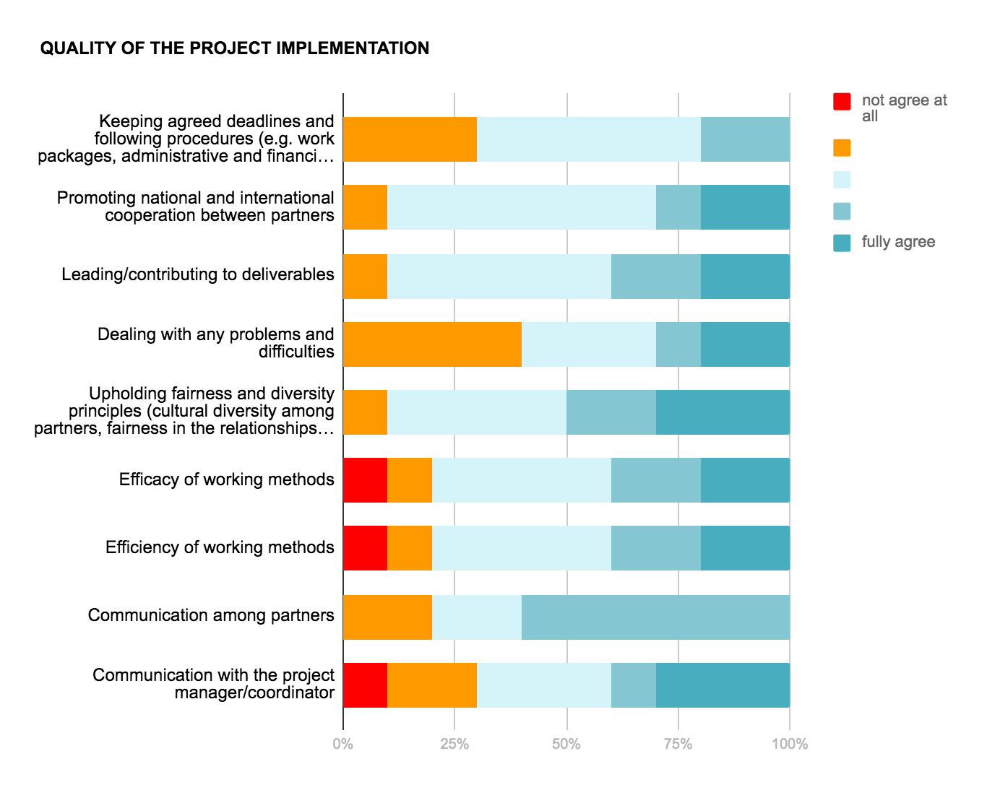 QUALITY OF THE PROJECT IMPLEMENTATION
Keeping agreed deadlines and
following procedures (e.g. work
packages, administrative and financi…
Promoting national and international
cooperation between partners
Leading/contributing to deliverables
Dealing with any problems and
difficulties
Upholding fairness and diversity
principles (cultural diversity among
partners, fairness in the relationships…
Efficacy of working methods
Efficiency of working methods
Communication among partners
Communication with the project
manager/coordinator
0% 25% 50% 75% 100%
not agree at
all
fully agree